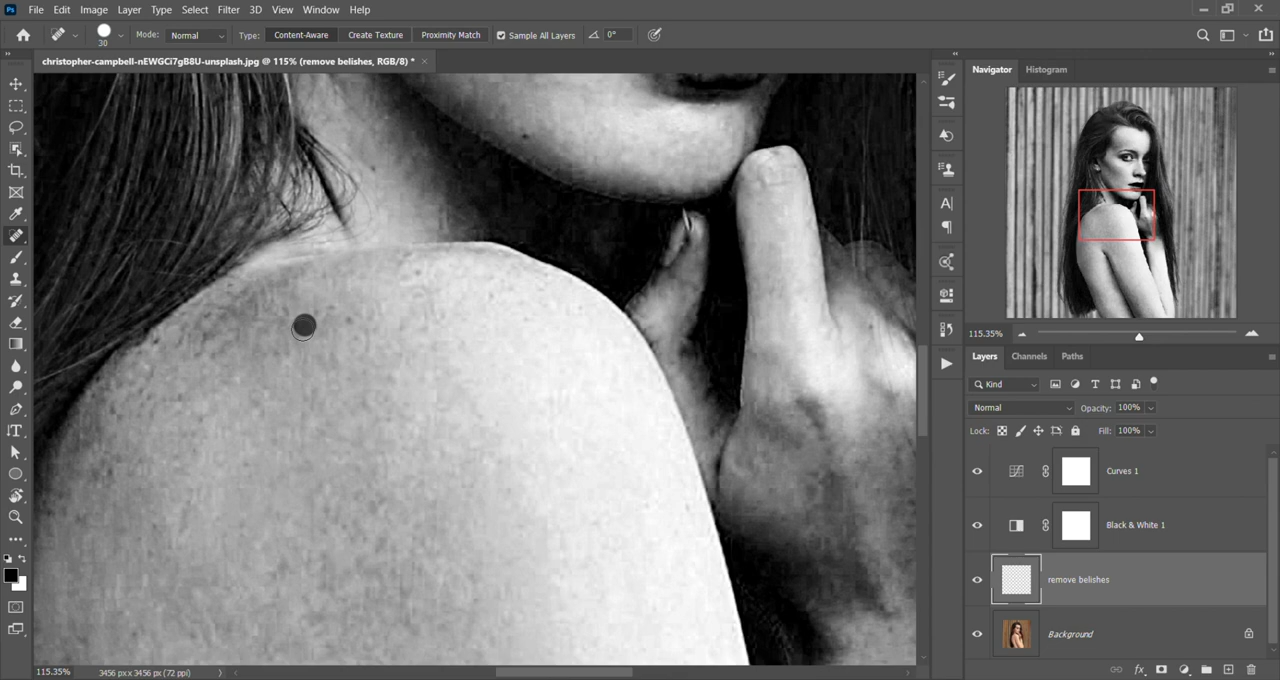 Ps File Edit Image Layer Type Select Filter 3D View Window Help
30 Mode: Normal Type: Content-Aware Create Texture Proximity Match Sample All Layers 0°
christopher-campbell-nEWGCi7gB8U-unsplash.jpg @ 115% (remove belishes, RGB/8) *
Navigator Histogram
115.35%
Layers Channels Paths
Kind
Normal Opacity: 100%
Lock: Fill: 100%
Curves 1
Black & White 1
remove belishes
Background
115.35% 3456 px x 3456 px (72 ppi)